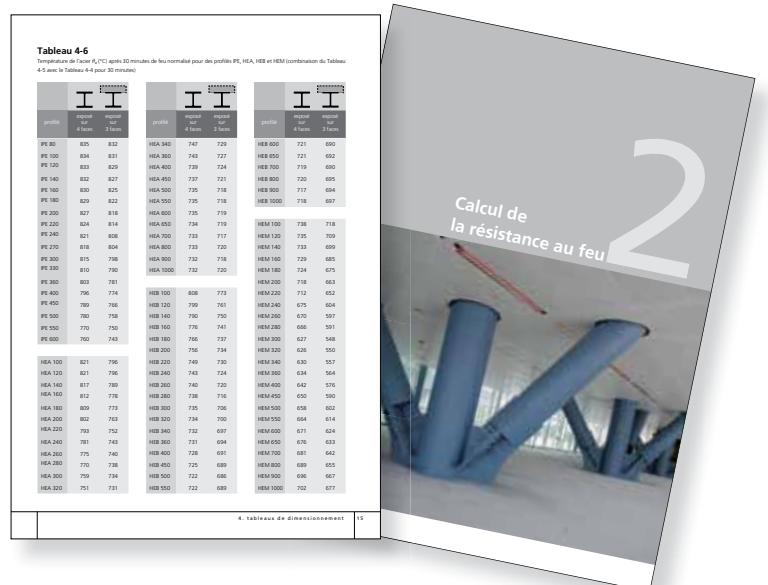 Tableau 4-6
Température de l'acier θa (°C) après 30 minutes de feu normalisé pour des profilés IPE, HEA, HEB et HEM (combinaison du Tableau
4-5 avec le Tableau 4-4 pour 30 minutes)
profilé exposé sur 4 faces exposé sur 3 faces
IPE 80 835 832
IPE 100 834 831
IPE 120 833 829
IPE 140 832 827
IPE 160 830 825
IPE 180 829 822
IPE 200 827 818
IPE 220 824 814
IPE 240 821 808
IPE 270 818 804
IPE 300 815 798
IPE 330 810 790
IPE 360 803 781
IPE 400 796 774
IPE 450 789 766
IPE 500 780 758
IPE 550 770 750
IPE 600 760 743
HEA 100 821 796
HEA 120 821 796
HEA 140 817 789
HEA 160 812 778
HEA 180 809 773
HEA 200 802 763
HEA 220 793 752
HEA 240 781 743
HEA 260 775 740
HEA 280 770 738
HEA 300 759 734
HEA 320 751 731
profilé exposé sur 4 faces exposé sur 3 faces
HEA 340 747 729
HEA 360 743 727
HEA 400 739 724
HEA 450 737 721
HEA 500 735 718
HEA 550 735 718
HEA 600 735 719
HEA 650 734 719
HEA 700 733 717
HEA 800 733 720
HEA 900 732 718
HEA 1000 732 720
HEB 100 808 773
HEB 120 799 761
HEB 140 790 750
HEB 160 776 741
HEB 180 766 737
HEB 200 756 734
HEB 220 749 730
HEB 240 743 724
HEB 260 740 720
HEB 280 738 716
HEB 300 735 706
HEB 320 734 700
HEB 340 732 697
HEB 360 731 694
HEB 400 728 691
HEB 450 725 689
HEB 500 722 686
HEB 550 722 689
profilé exposé sur 4 faces exposé sur 3 faces
HEB 600 721 690
HEB 650 721 692
HEB 700 719 690
HEB 800 720 695
HEB 900 717 694
HEB 1000 718 697
HEM 100 738 718
HEM 120 735 709
HEM 140 733 699
HEM 160 729 685
HEM 180 724 675
HEM 200 718 663
HEM 220 712 652
HEM 240 675 604
HEM 260 670 597
HEM 280 666 591
HEM 300 627 548
HEM 320 626 550
HEM 340 630 557
HEM 360 634 564
HEM 400 642 576
HEM 450 650 590
HEM 500 658 602
HEM 550 664 614
HEM 600 671 624
HEM 650 676 633
HEM 700 681 642
HEM 800 689 655
HEM 900 696 667
HEM 1000 702 677
4. tableaux de dimensionnement 15
Calcul de
la résistance au feu
2